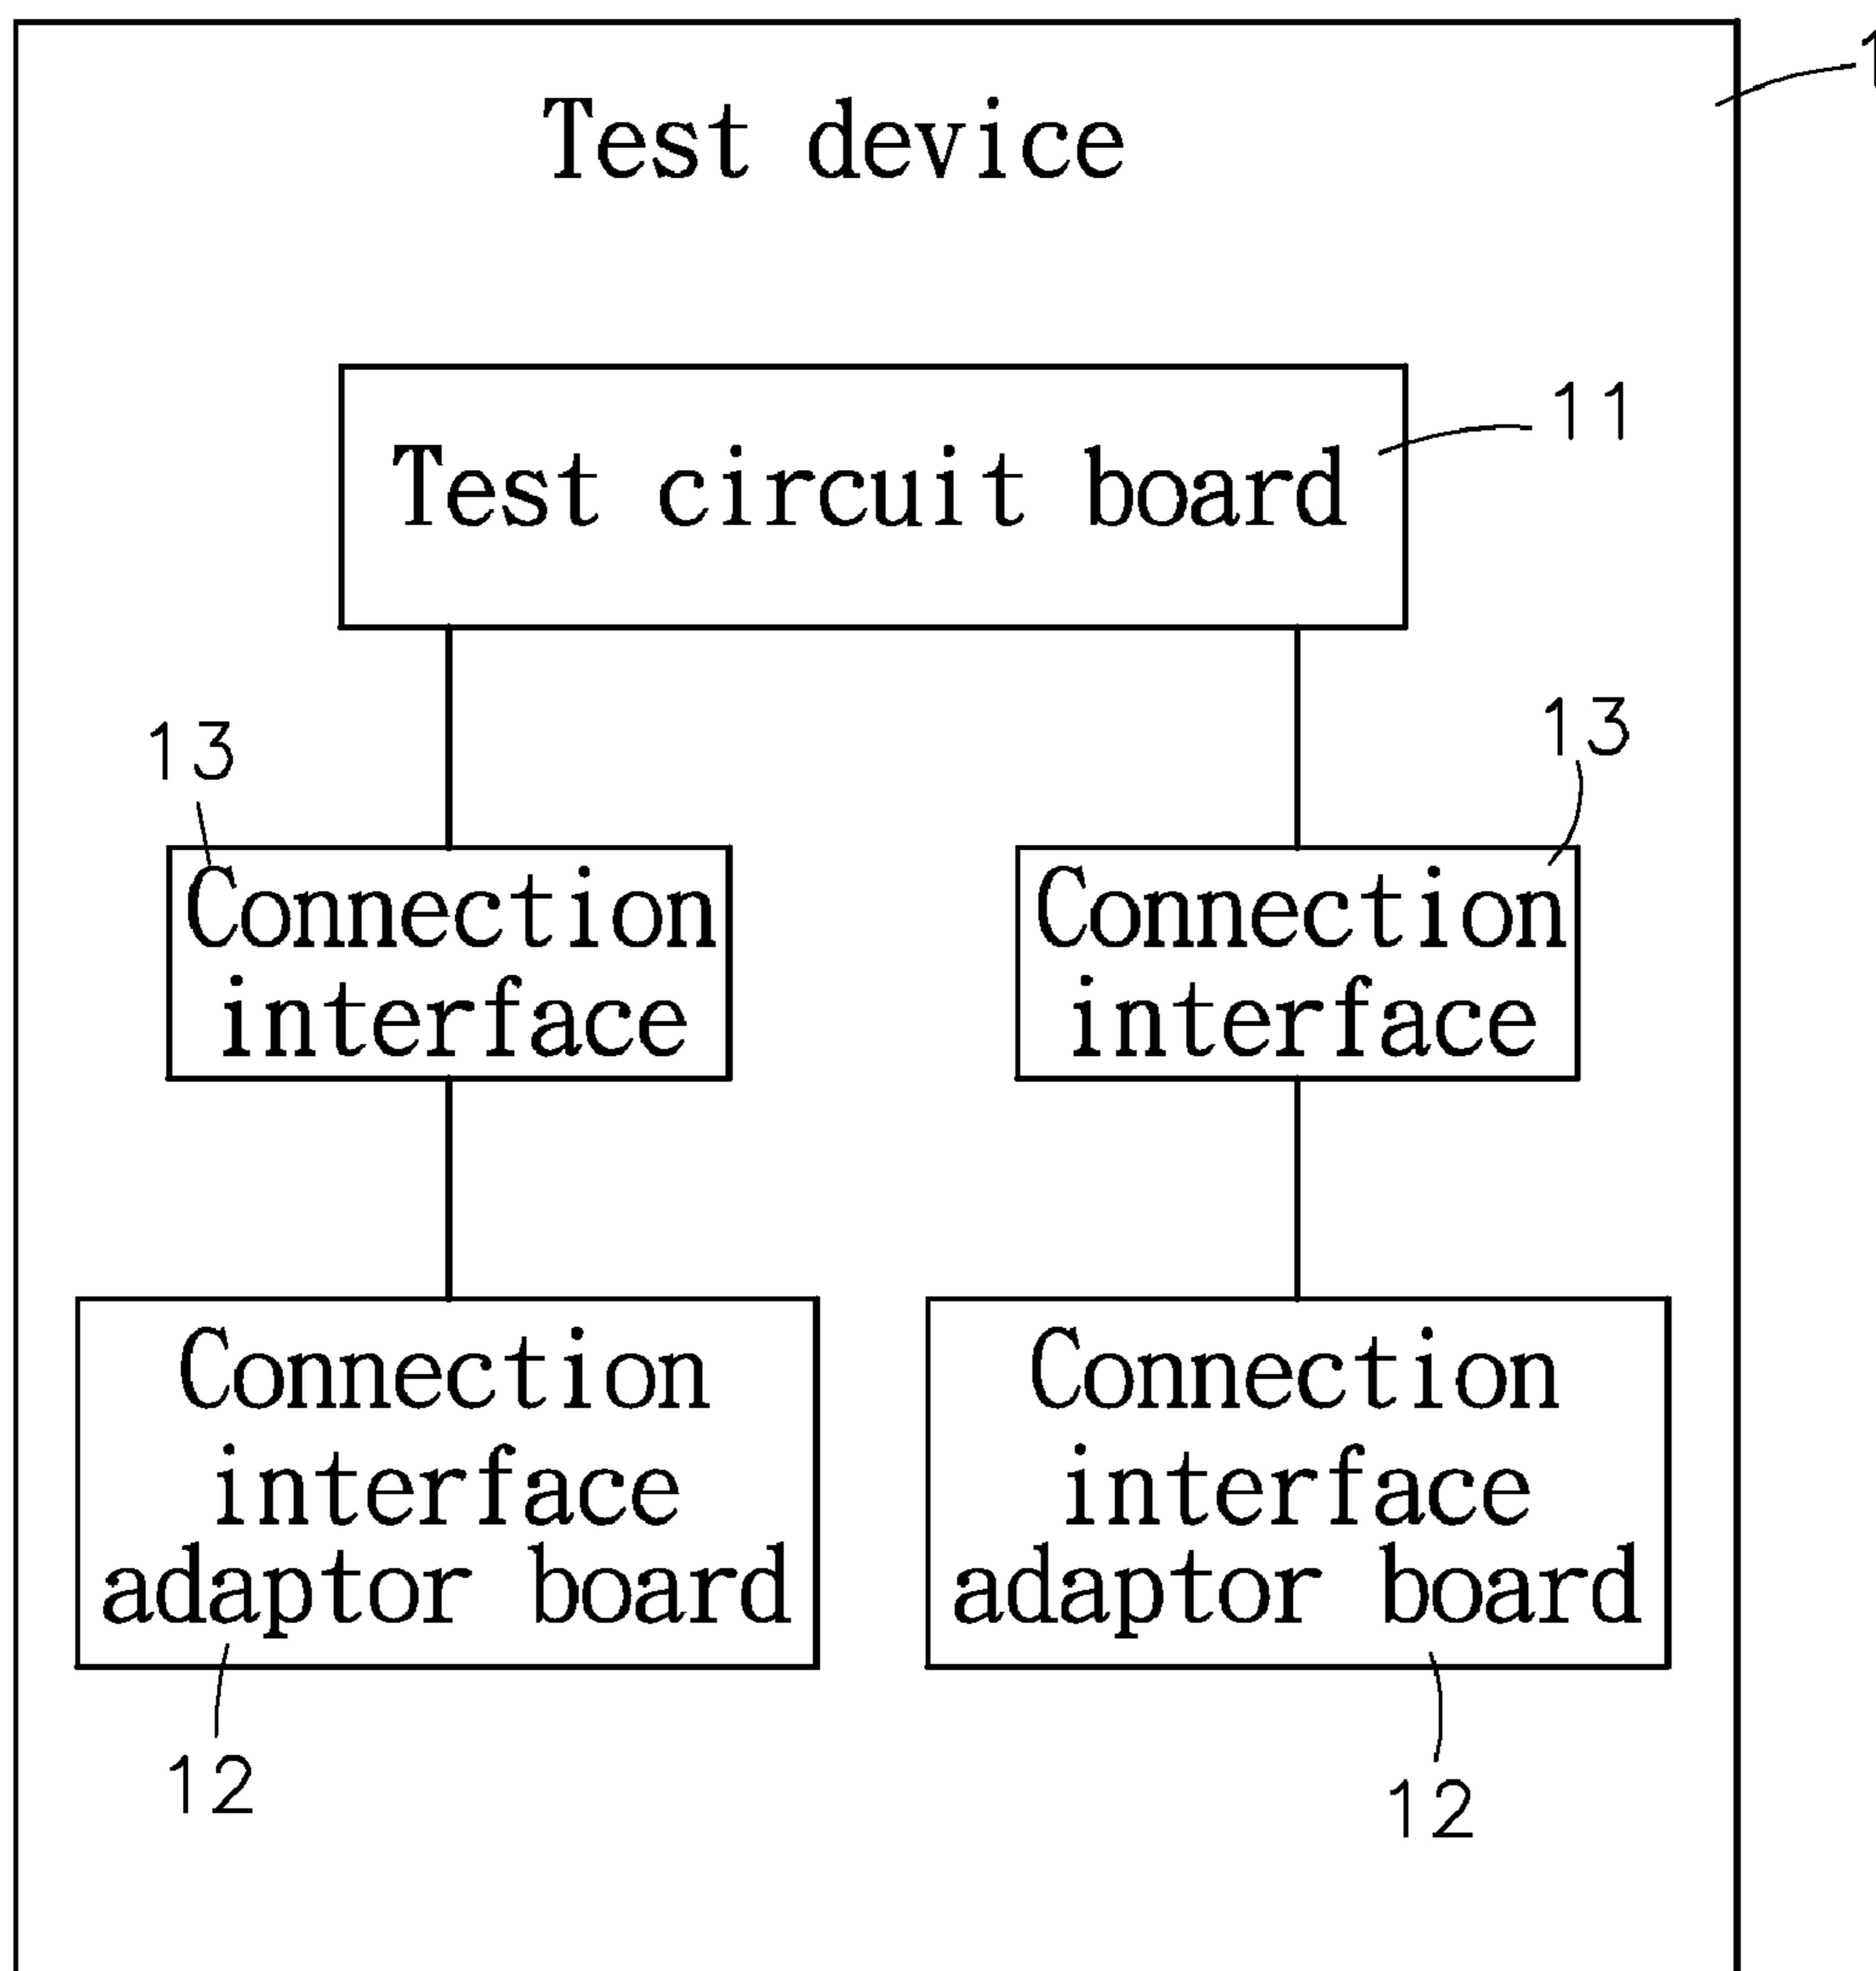 Test device
Test circuit board
11
13
13
Connection
interface
Connection
interface
Connection
interface
adaptor board
Connection
interface
adaptor board
12
12